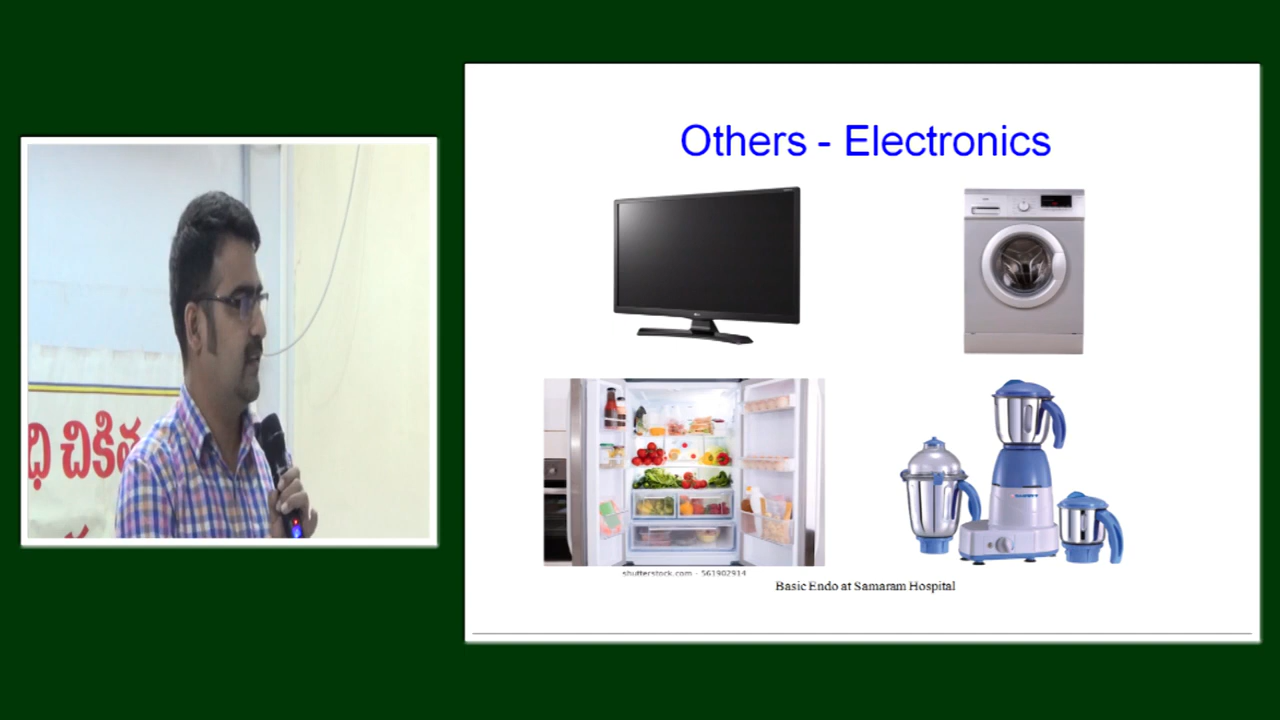 Others - Electronics
ధి చికిత
shutterstock.com · 561902914
Basic Endo at Samaram Hospital